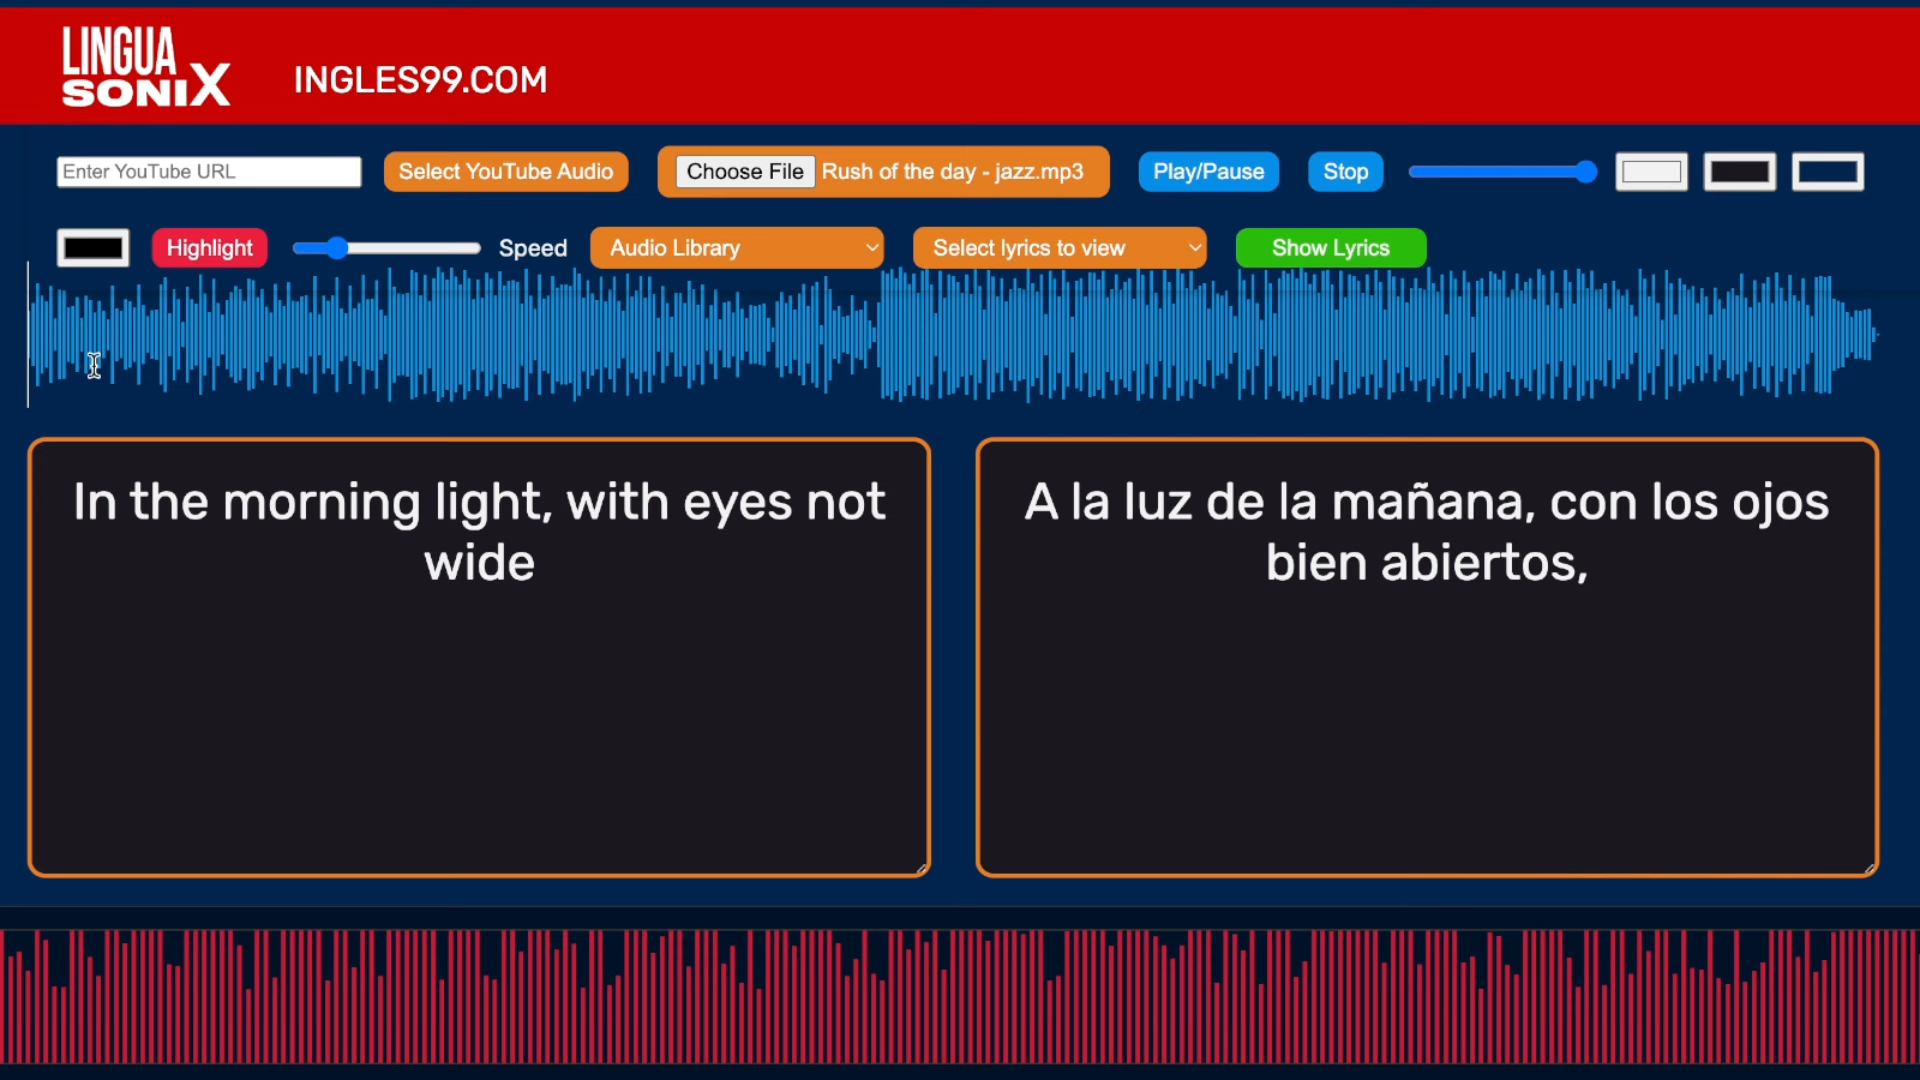 LINGUA
SONIX
INGLES99.COM
Enter YouTube URL
Select YouTube Audio
Choose File Rush of the day - jazz.mp3
Play/Pause
Stop
Highlight
Speed
Audio Library
Select lyrics to view
Show Lyrics
In the morning light, with eyes not
wide
A la luz de la mañana, con los ojos
bien abiertos,